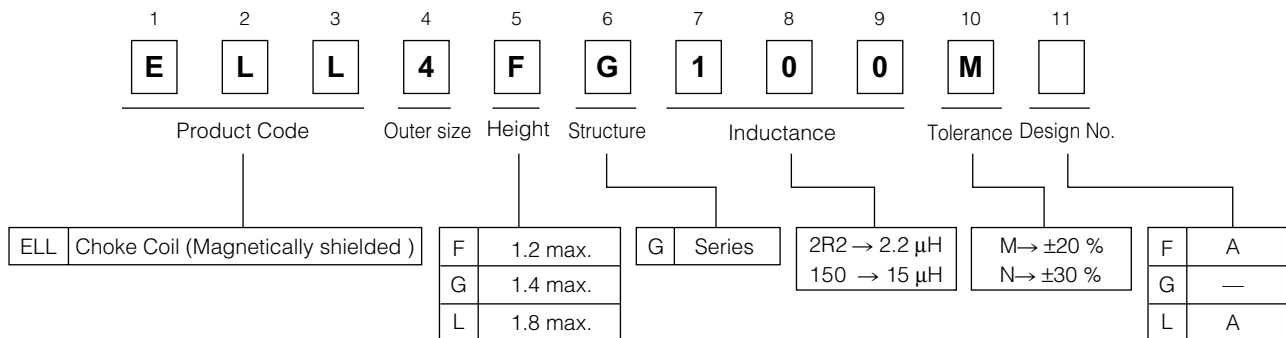 1 2 3 4 5 6 7 8 9 10 11
E L L 4 F G 1 0 0 M
Product Code Outer size Height Structure Inductance Tolerance Design No.
ELL Choke Coil (Magnetically shielded )
F 1.2 max.
G 1.4 max.
L 1.8 max.
G Series
2R2 → 2.2 μH
150 → 15 μH
M→ ±20 %
N→ ±30 %
F A
G —
L A